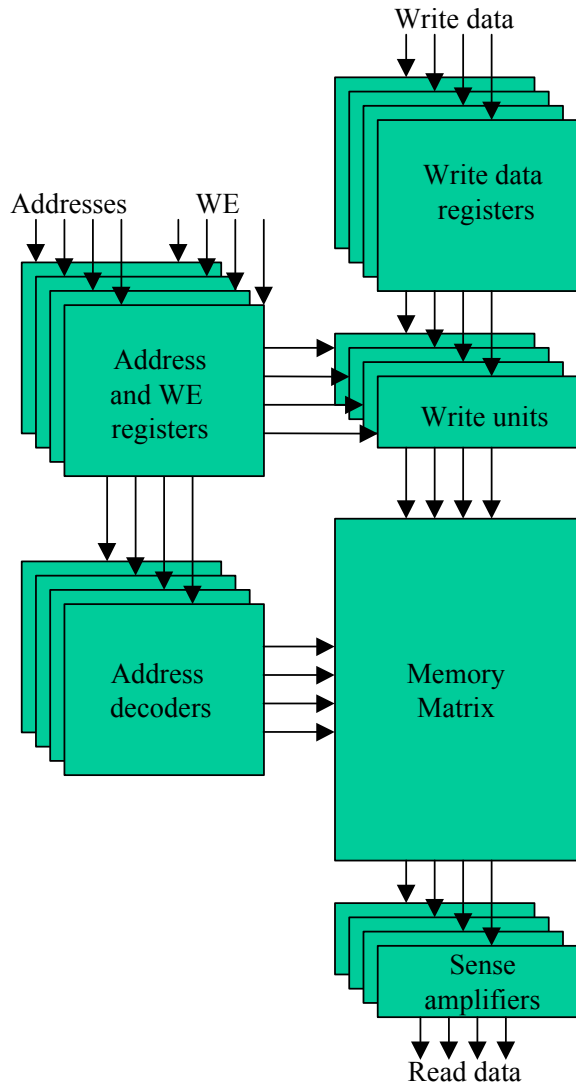 Write data
Write data
registers
Addresses
WE
Address
and WE
registers
Write units
Address
decoders
Memory
Matrix
Sense
amplifiers
Read data